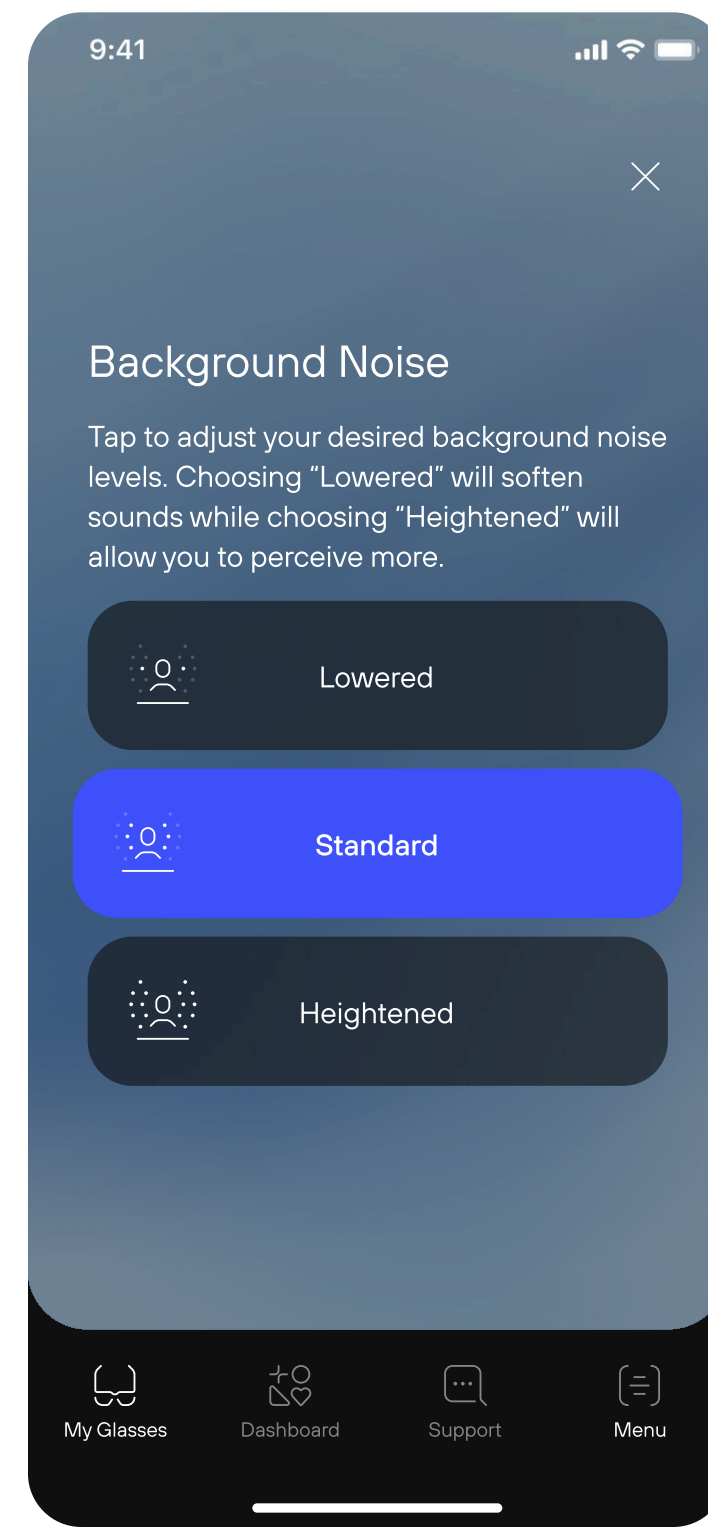 9:41
Background Noise
Tap to adjust your desired background noise
levels. Choosing “Lowered” will soften
sounds while choosing “Heightened” will
allow you to perceive more.
Lowered
Standard
Heightened
My Glasses
Dashboard
Support
Menu